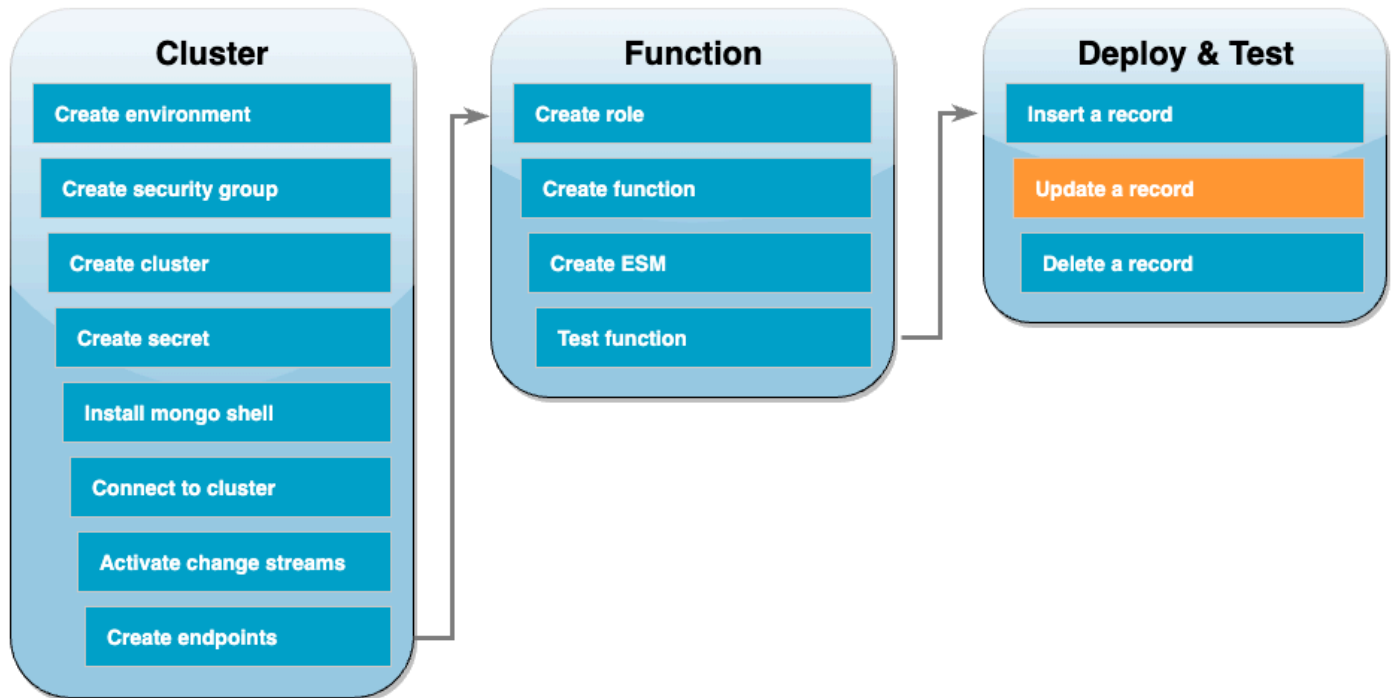 Cluster
Create environment
Create security group
Create cluster
Create secret
Install mongo shell
Connect to cluster
Activate change streams
Create endpoints
Function
Create role
Create function
Create ESM
Test function
Deploy & Test
Insert a record
Update a record
Delete a record